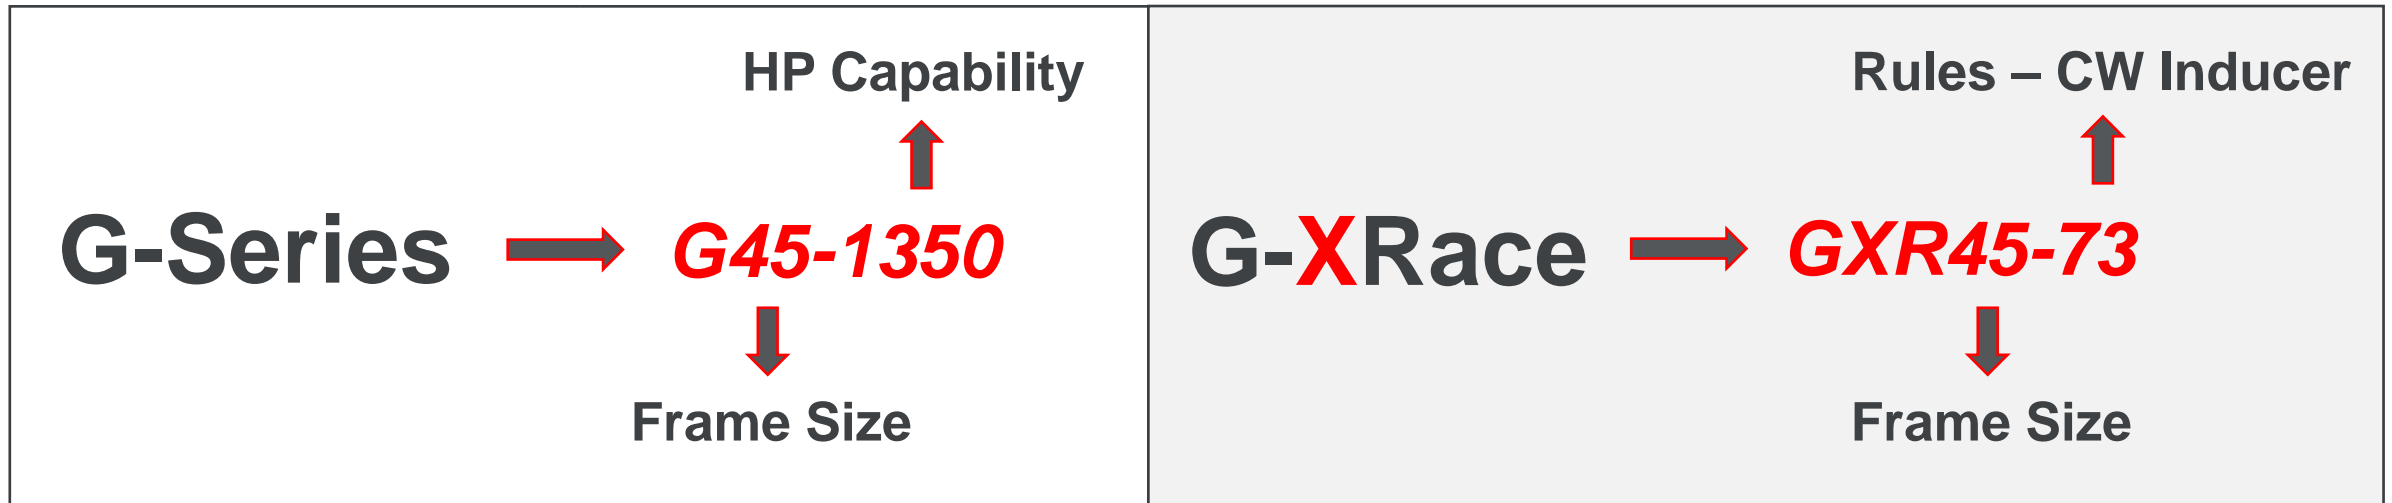 HP Capability
G-Series
G45-1350
Frame Size
Rules – CW Inducer
G-XRace
GXR45-73
Frame Size